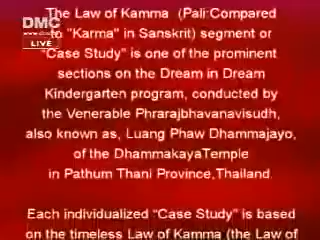 The Law of Kamma (Pali:Compared
DMC
to "Karma" in Sanskrit) segment or
LIVE
"Case Study" is one of the prominent
sections on the Dream in Dream
Kindergarten program, conducted by
the Venerable Phrarajbhavanavisudh,
also known as, Luang Phaw Dhammajayo,
of the DhammakayaTemple
in Pathum Thani Province,Thailand.
Each individualized “Case Study” is based
on the timeless Law of Kamma (the Law of